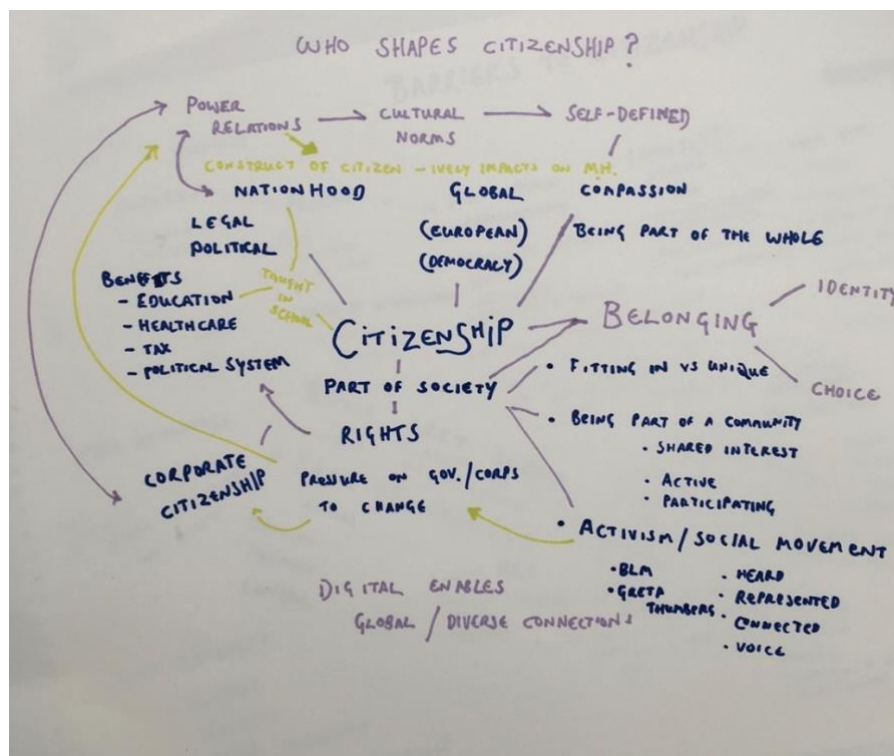 WHO SHAPES CITIZENSHIP?
POWER
RELATIONS
CULTURAL
NORMS
SELF-DEFINED
CONSTRUCT OF CITIZEN -IVELY IMPACTS ON M.H.
NATIONHOOD
GLOBAL
COMPASSION
LEGAL
POLITICAL
(EUROPEAN)
(DEMOCRACY)
BEING PART OF THE WHOLE
BENEFITS
- EDUCATION
- HEALTHCARE
- TAX
- POLITICAL SYSTEM
TAUGHT
IN
SCHOOL
CITIZENSHIP
BELONGING
IDENTITY
CHOICE
PART OF SOCIETY
• FITTING IN VS UNIQUE
RIGHTS
• BEING PART OF A COMMUNITY
• SHARED INTEREST
• ACTIVE
• PARTICIPATING
CORPORATE
CITIZENSHIP
PRESSURE ON GOV./CORPS
TO CHANGE
• ACTIVISM/SOCIAL MOVEMENT
• BLM
• GRETA
THUNBERG
• HEARD
• REPRESENTED
• CONNECTED
• VOICE
DIGITAL ENABLES
GLOBAL / DIVERSE CONNECTIONS